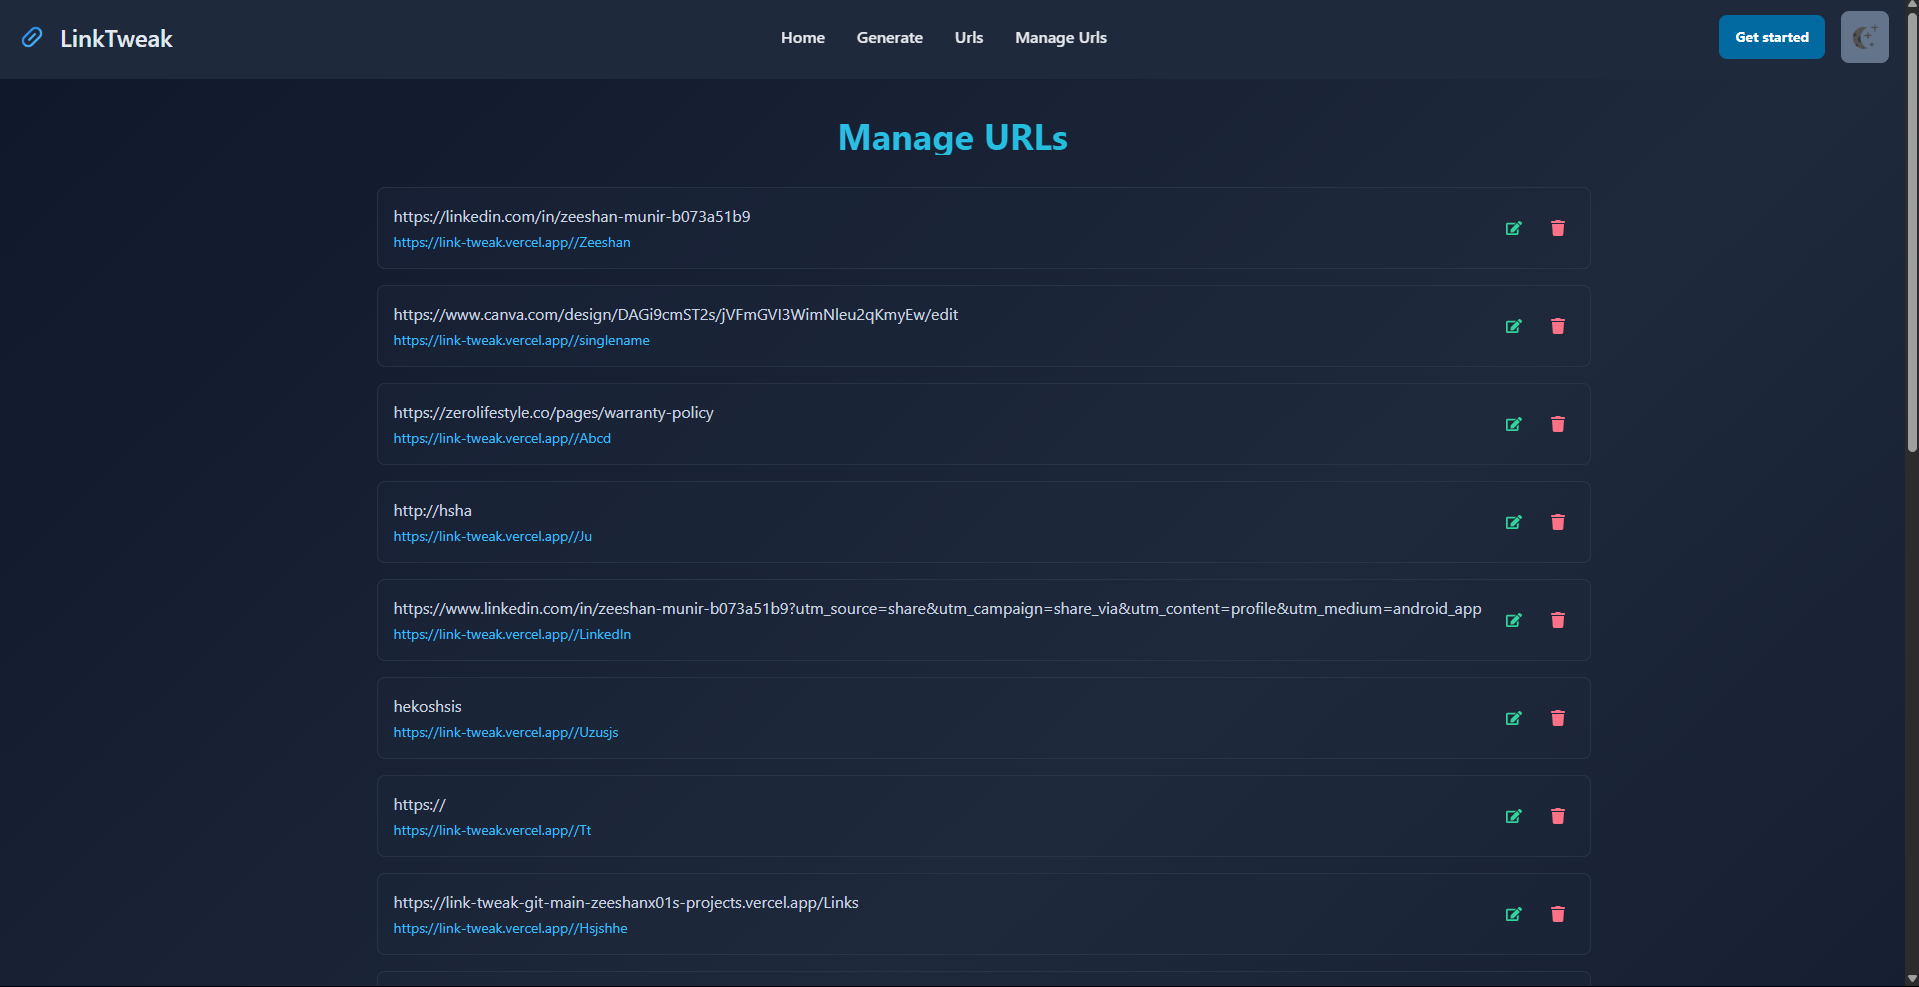 LinkTweak
Home Generate Urls Manage Urls
Get started
Manage URLs
https://linkedin.com/in/zeeshan-munir-b073a51b9
https://link-tweak.vercel.app//Zeeshan
https://www.canva.com/design/DAGi9cmST2s/jVFmGVI3WimNleu2qKmyEw/edit
https://link-tweak.vercel.app//singlename
https://zerolifestyle.co/pages/warranty-policy
https://link-tweak.vercel.app//Abcd
http://hsha
https://link-tweak.vercel.app//Ju
https://www.linkedin.com/in/zeeshan-munir-b073a51b9?utm_source=share&utm_campaign=share_via&utm_content=profile&utm_medium=android_app
https://link-tweak.vercel.app//LinkedIn
hekoshsis
https://link-tweak.vercel.app//Uzusjs
https://
https://link-tweak.vercel.app//Tt
https://link-tweak-git-main-zeeshanx01s-projects.vercel.app/Links
https://link-tweak.vercel.app//Hsjshhe